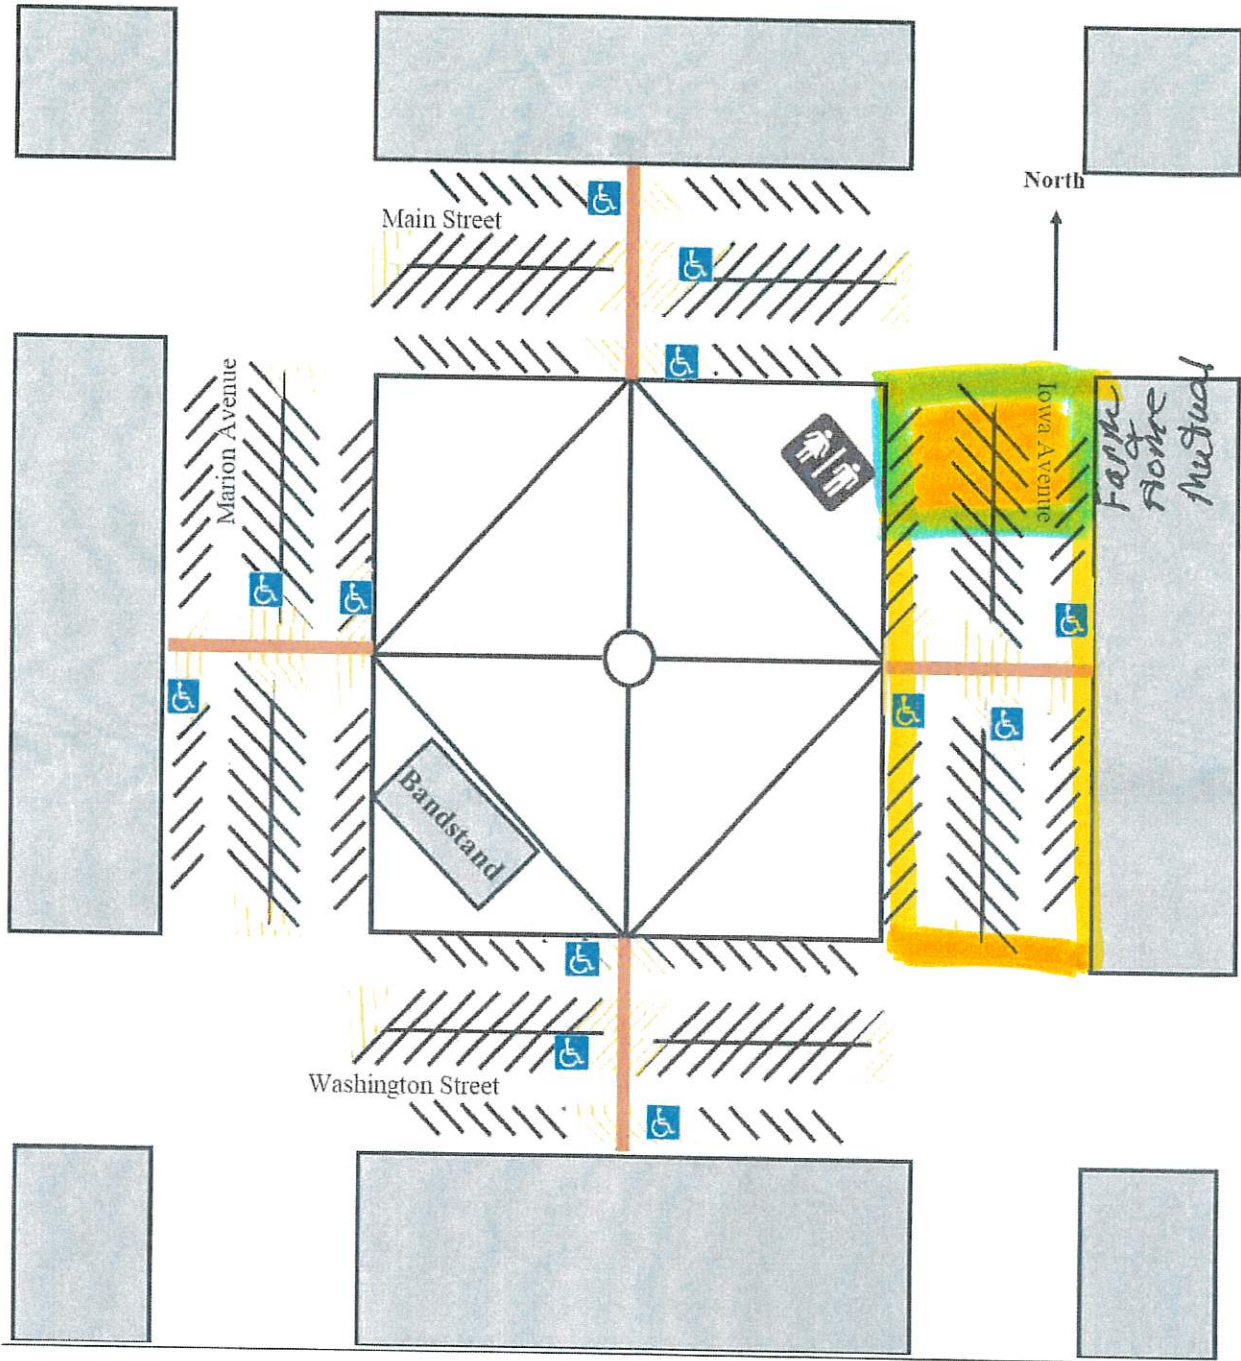 North
Main Street
Marion Avenue
Iowa Avenue
Farm
&
Home
Mutual
Bandstand
Washington Street